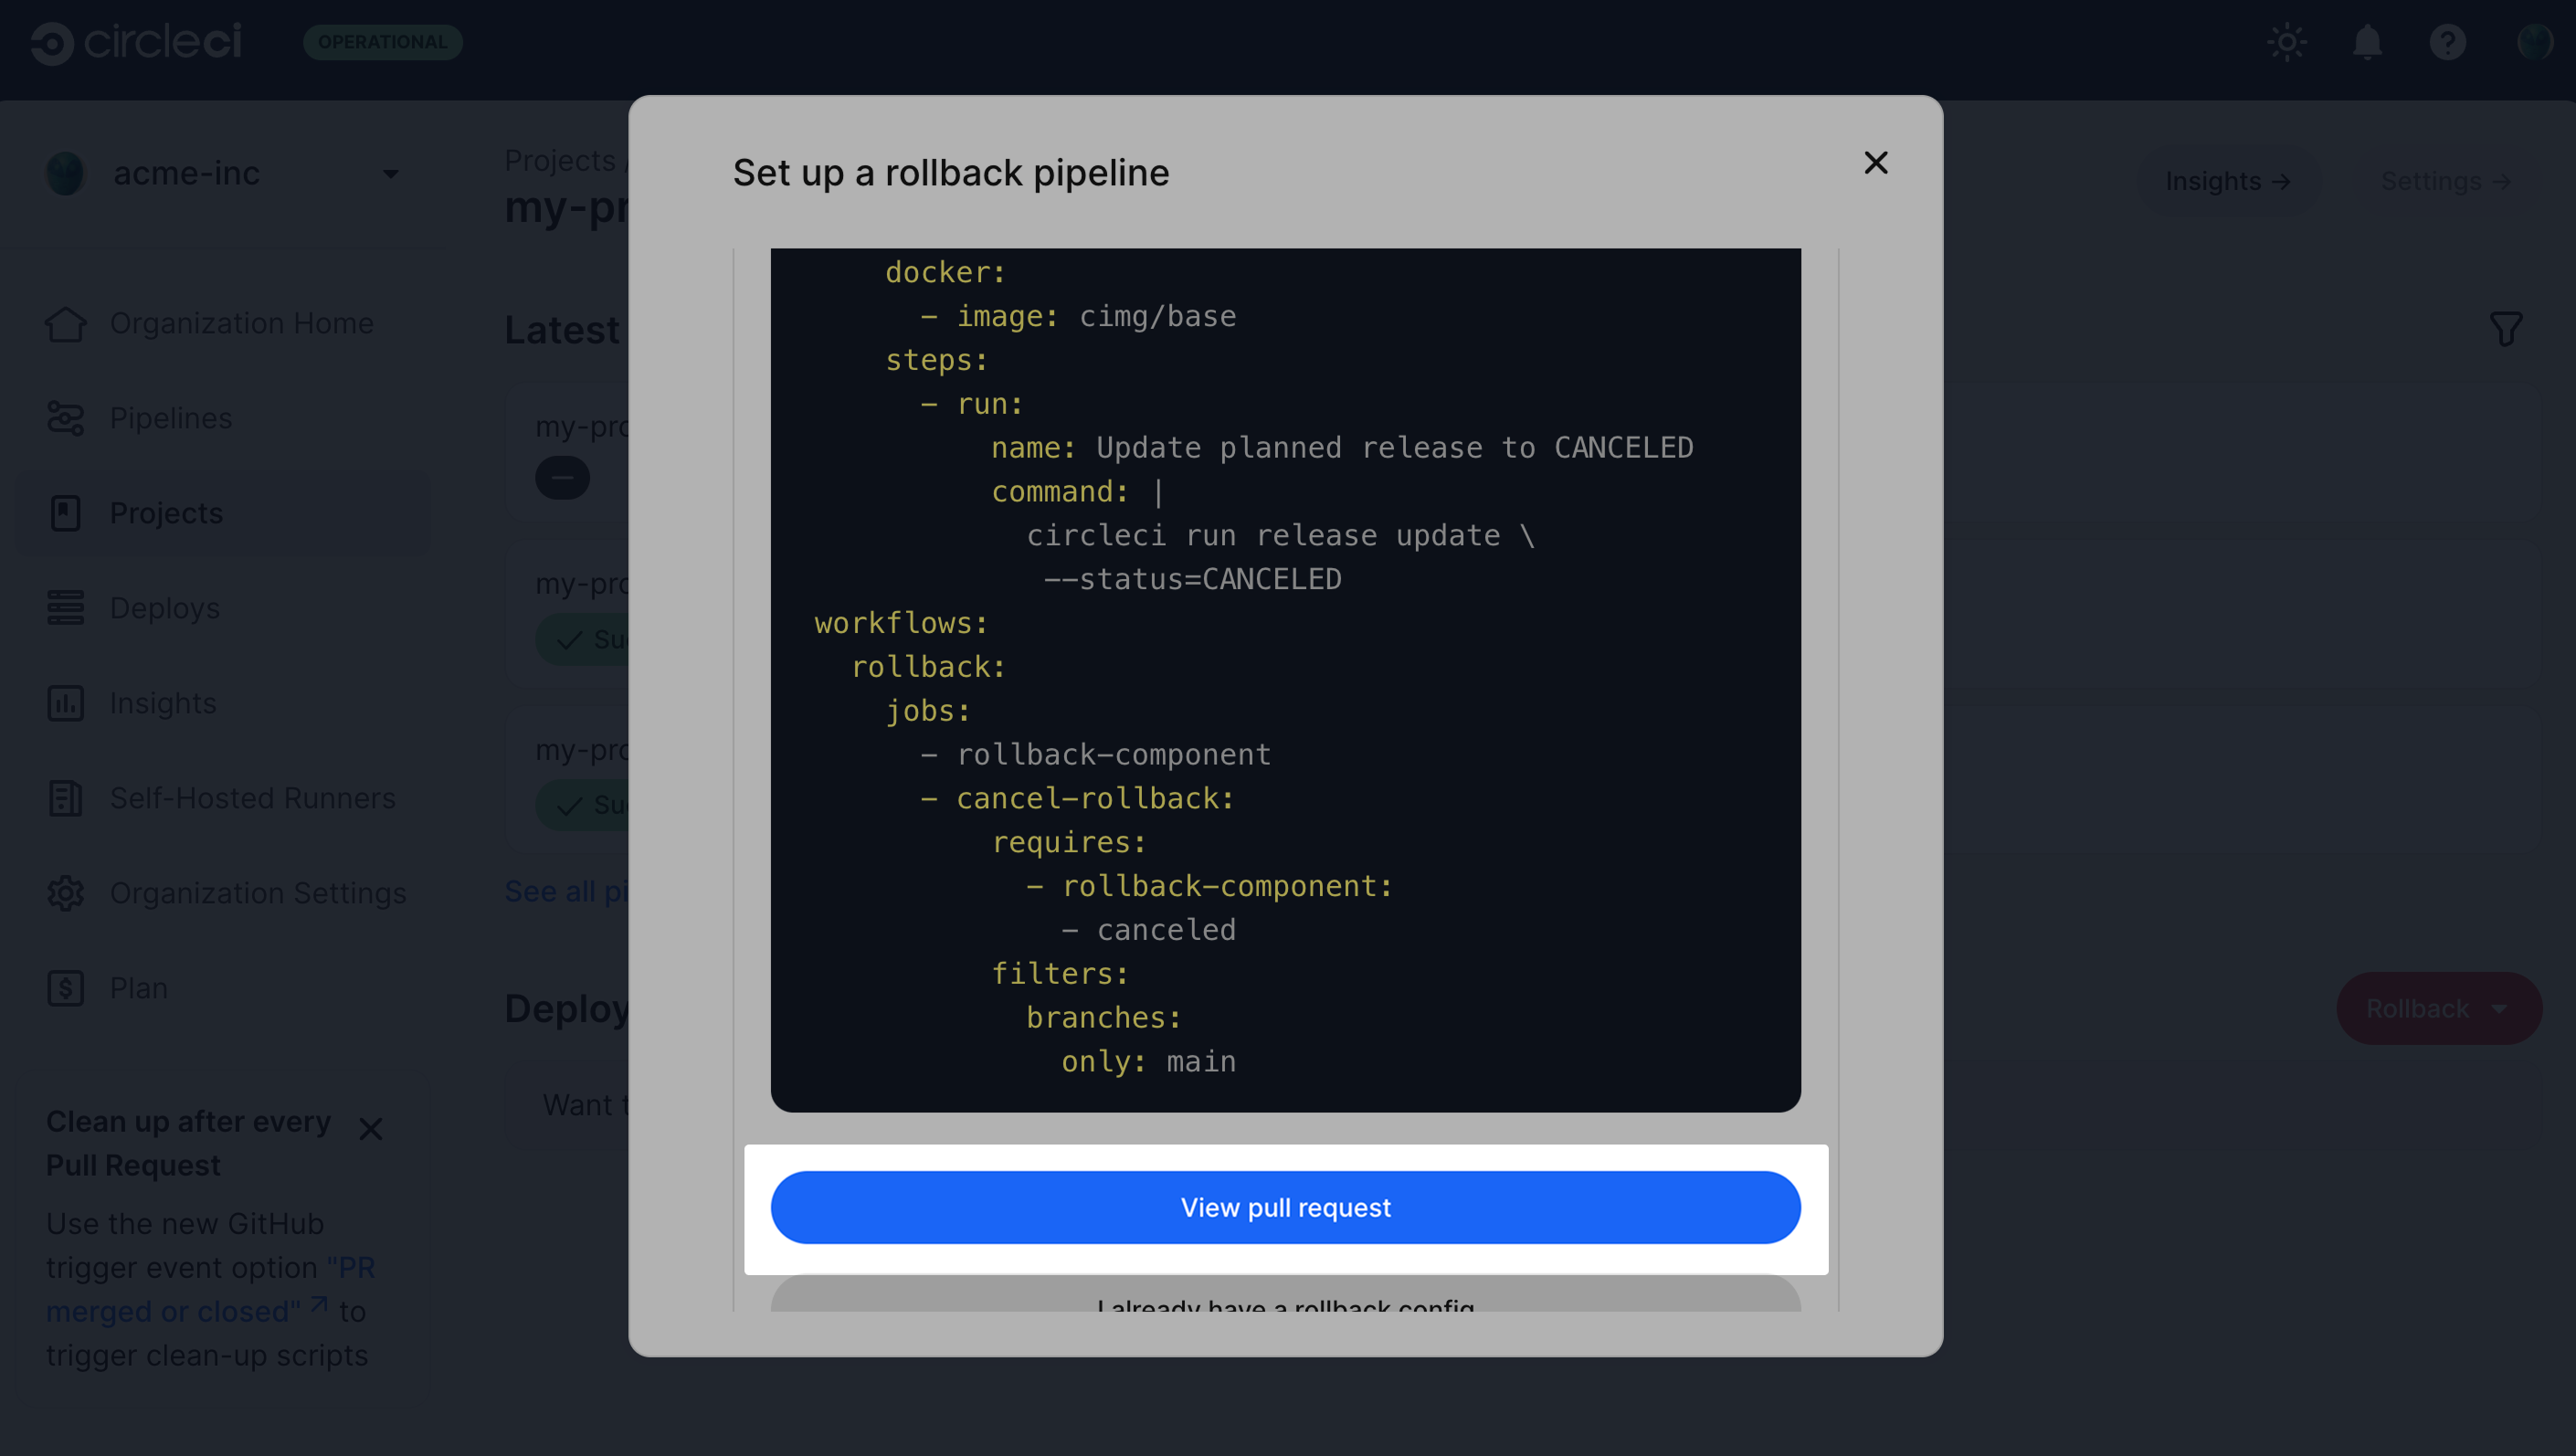 circleci
OPERATIONAL
acme-inc
Organization Home
Pipelines
Projects
Deploys
Insights
Self-Hosted Runners
Organization Settings
Plan
Clean up after every
Pull Request
Use the new GitHub
trigger event option "PR
merged or closed" to
trigger clean-up scripts
Projects /
my-pr
Insights →
Settings →
Latest
my-pro
my-pro
Suc
my-pro
Suc
See all pi
Deploy
Rollback
Want t
Set up a rollback pipeline
docker:
- image: cimg/base
steps:
- run:
name: Update planned release to CANCELED
command: |
circleci run release update \
--status=CANCELED
workflows:
rollback:
jobs:
- rollback-component
- cancel-rollback:
requires:
- rollback-component:
- canceled
filters:
branches:
only: main
View pull request
I already have a rollback config